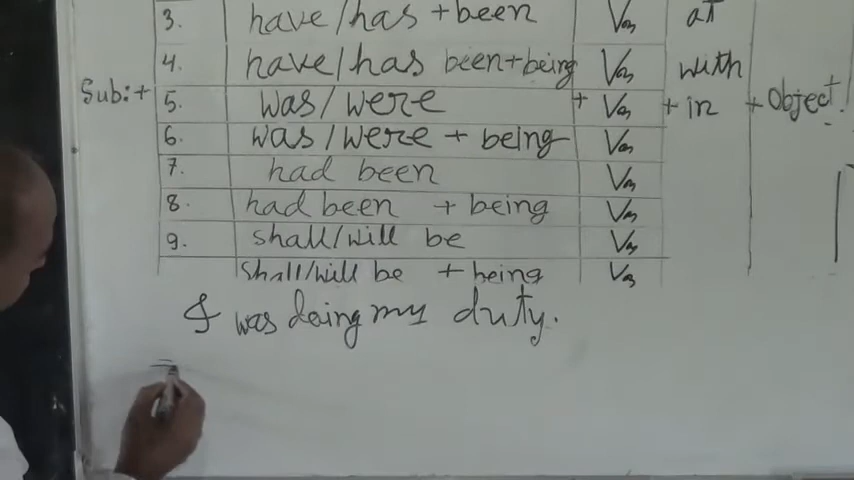 3. have/has + been V₃ at
4. have/has been+being V₃ with
Sub:+ 5. was/were + V₃ + in + object.
6. was/were + being V₃
7. had been V₃
8. had been + being V₃
9. shall/will be V₃
shall/will be + being V₃
I was doing my duty.
=